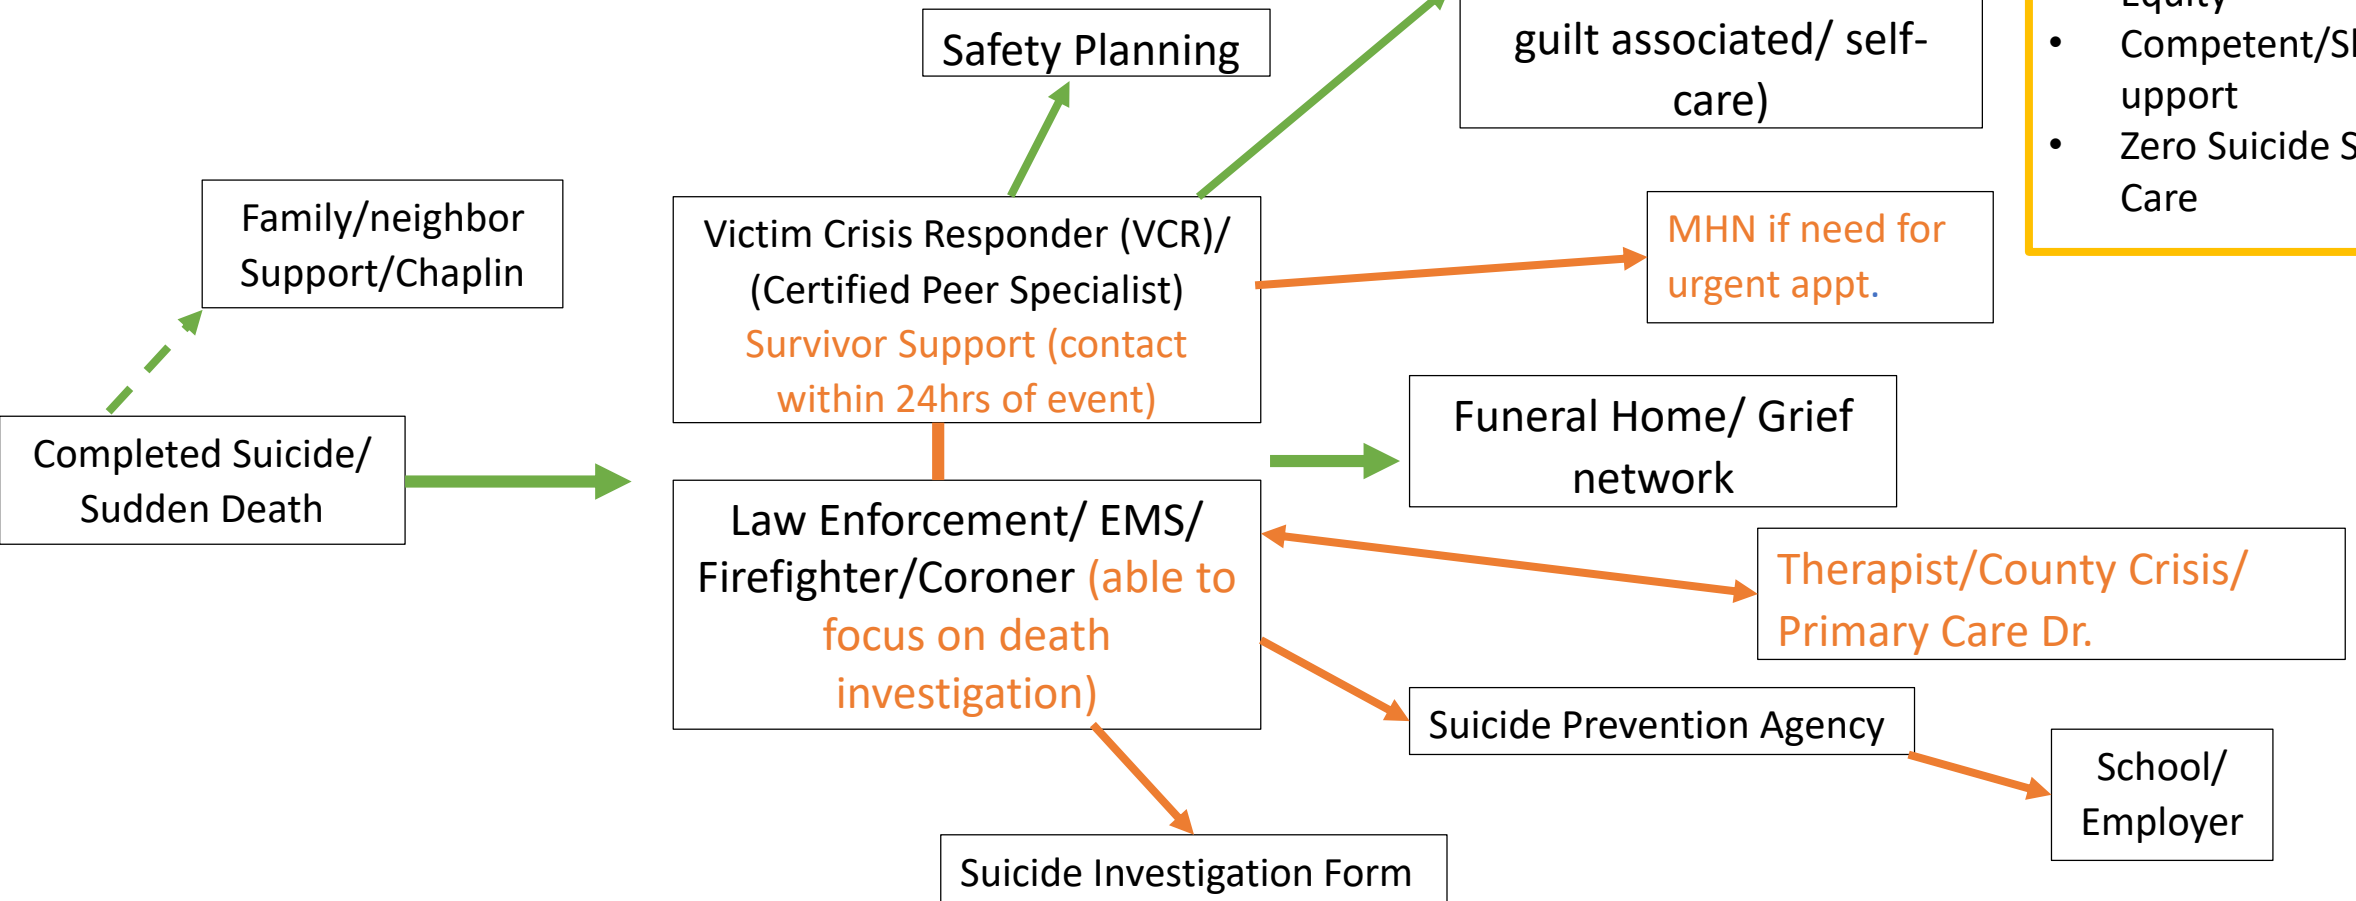 Safety Planning
guilt associated/ self-
care)
•
Competent/
upport
• Zero Suicide
Care
Family/neighbor
Support/Chaplin
Victim Crisis Responder (VCR)/
(Certified Peer Specialist)
Survivor Support (contact
within 24hrs of event)
MHN if need for
urgent appt.
Completed Suicide/
Sudden Death
Funeral Home/ Grief
network
Law Enforcement/ EMS/
Firefighter/Coroner (able to
focus on death
investigation)
Therapist/County Crisis/
Primary Care Dr.
Suicide Prevention Agency
School/
Employer
Suicide Investigation Form